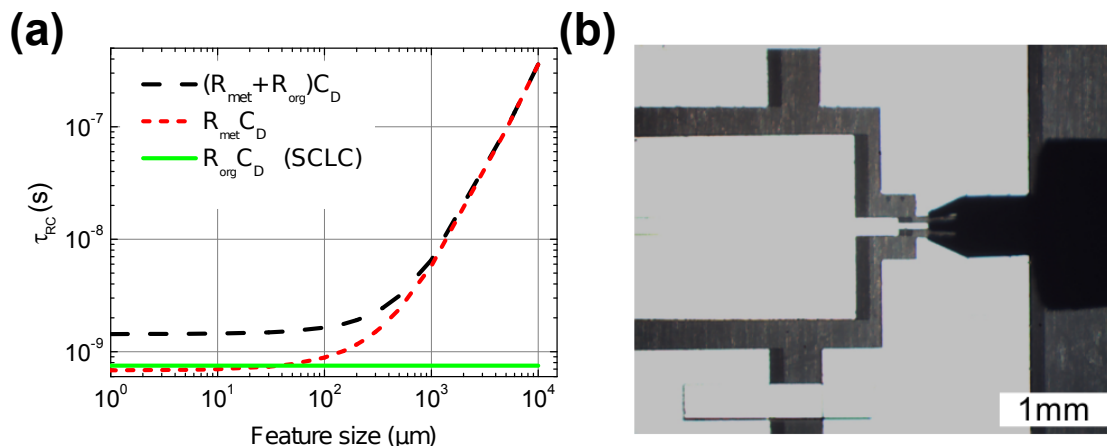 (a)
(b)
τRC (s)
10-7
10-8
10-9
(Rmet+Rorg)CD
RmetCD
RorgCD (SCLC)
100
101
102
103
104
Feature size (μm)
1mm